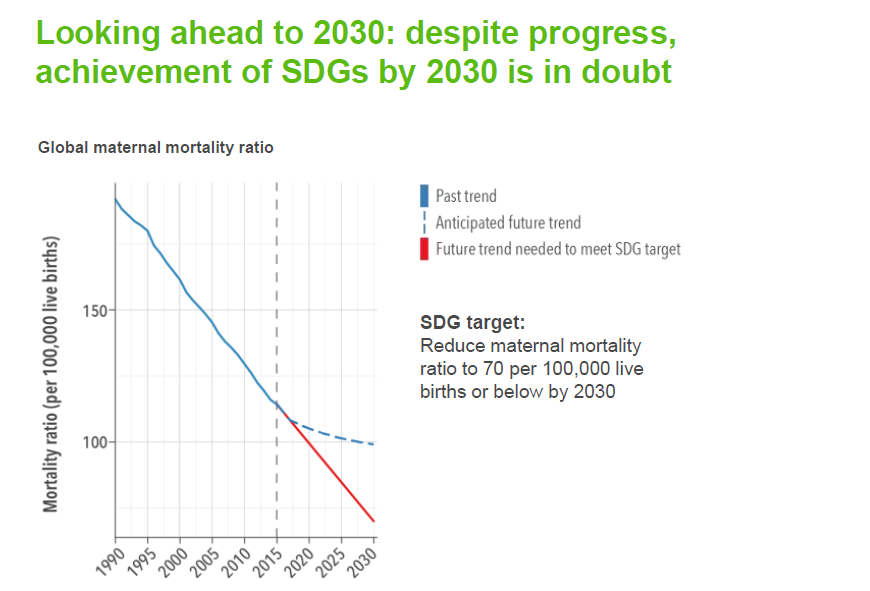 Looking ahead to 2030: despite progress,
achievement of SDGs by 2030 is in doubt
Global maternal mortality ratio
Past trend
Anticipated future trend
Future trend needed to meet SDG target
SDG target:
Reduce maternal mortality
ratio to 70 per 100,000 live
births or below by 2030
Mortality ratio (per 100,000 live births)
150
100
1990
1995
2000
2005
2010
2015
2020
2025
2030